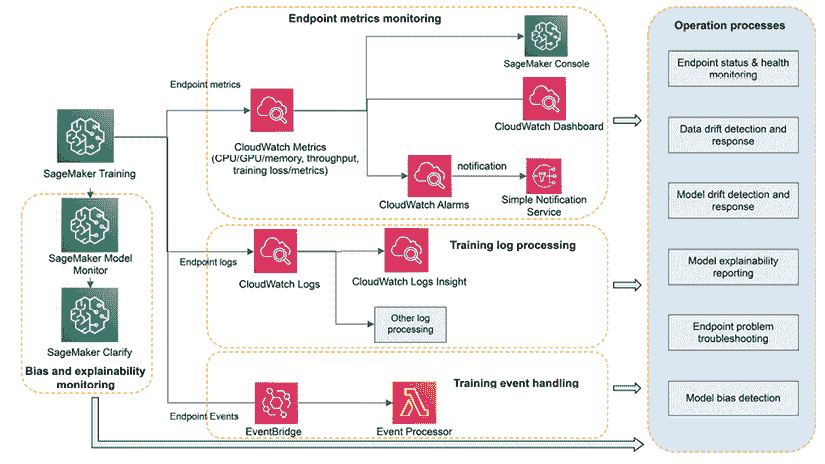 Endpoint metrics monitoring
SageMaker Console
Endpoint metrics
CloudWatch Metrics
(CPU/GPU/memory, throughput,
training loss/metrics)
CloudWatch Dashboard
notification
CloudWatch Alarms
Simple Notification
Service
SageMaker Training
SageMaker Model
Monitor
SageMaker Clarify
Bias and explainability
monitoring
Training log processing
Endpoint logs
CloudWatch Logs
CloudWatch Logs Insight
Other log
processing
Training event handling
Endpoint Events
EventBridge
Event Processor
Operation processes
Endpoint status & health
monitoring
Data drift detection and
response
Model drift detection and
response
Model explainability
reporting
Endpoint problem
troubleshooting
Model bias detection